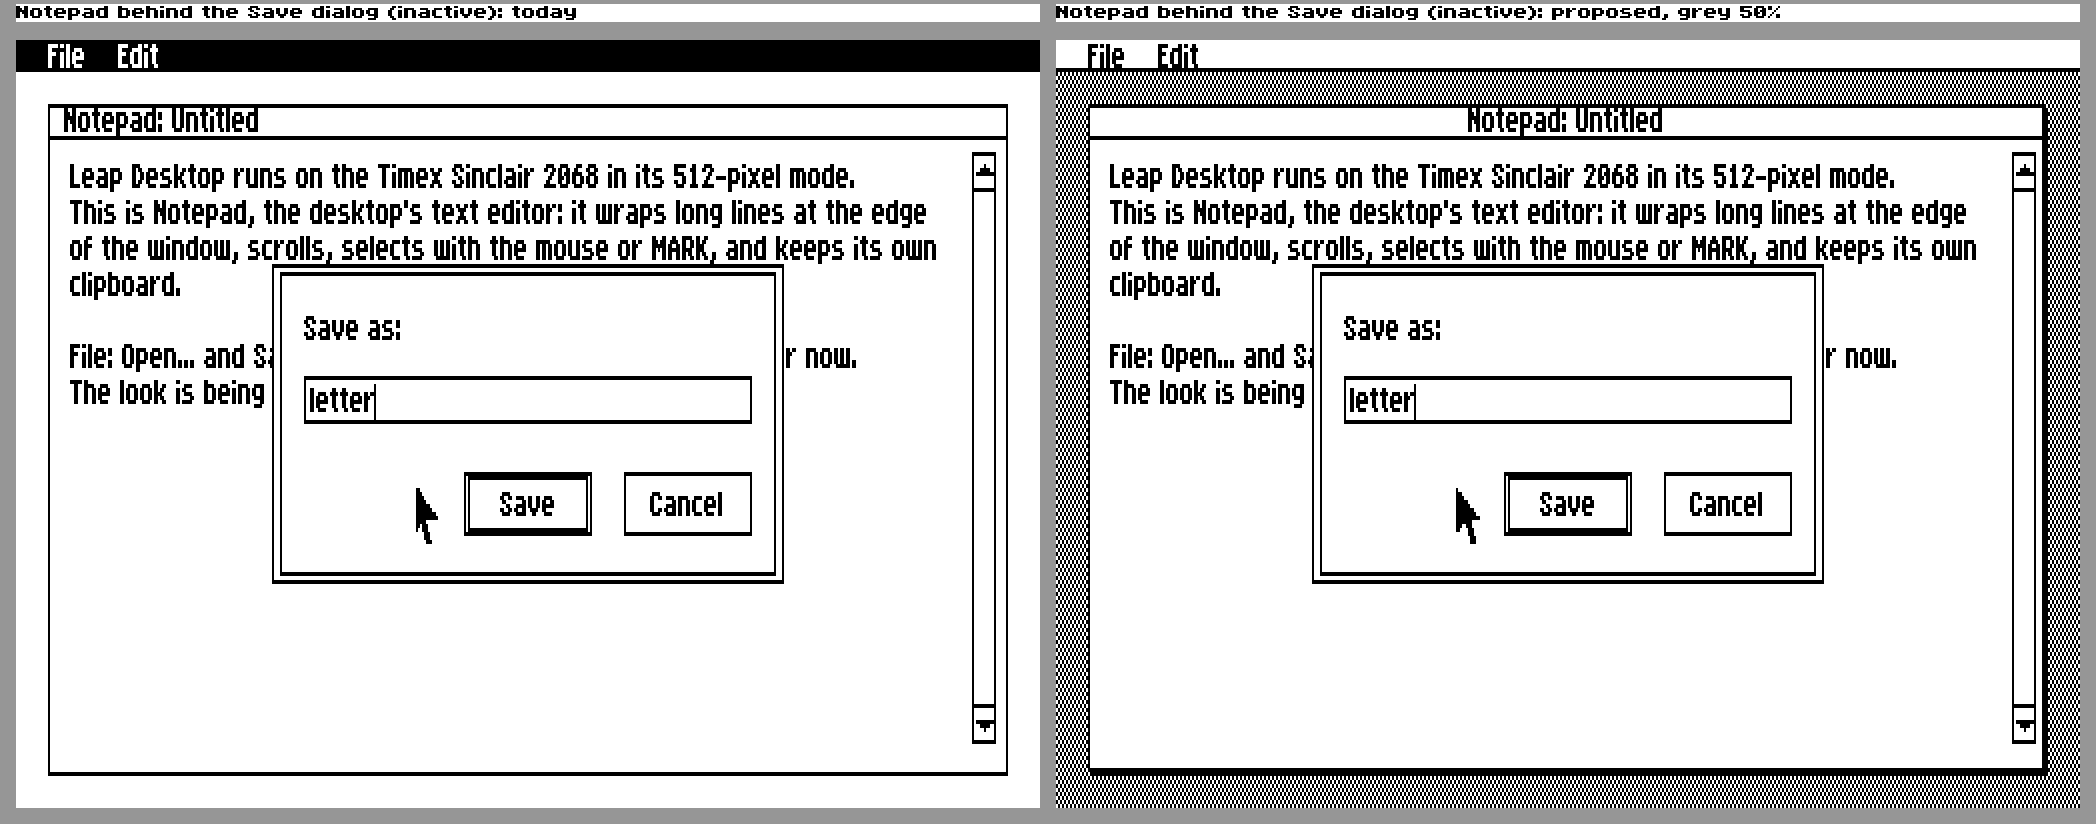 Notepad behind the Save dialog (inactive): today
File Edit
Notepad: Untitled
Leap Desktop runs on the Timex Sinclair 2068 in its 512-pixel mode.
This is Notepad, the desktop's text editor: it wraps long lines at the edge
of the window, scrolls, selects with the mouse or MARK, and keeps its own
clipboard.
File: Open... and Sa r now.
The look is being
Save as:
letter
Save Cancel
Notepad behind the Save dialog (inactive): proposed, grey 50%
File Edit
Notepad: Untitled
Leap Desktop runs on the Timex Sinclair 2068 in its 512-pixel mode.
This is Notepad, the desktop's text editor: it wraps long lines at the edge
of the window, scrolls, selects with the mouse or MARK, and keeps its own
clipboard.
File: Open... and Sa r now.
The look is being
Save as:
letter
Save Cancel